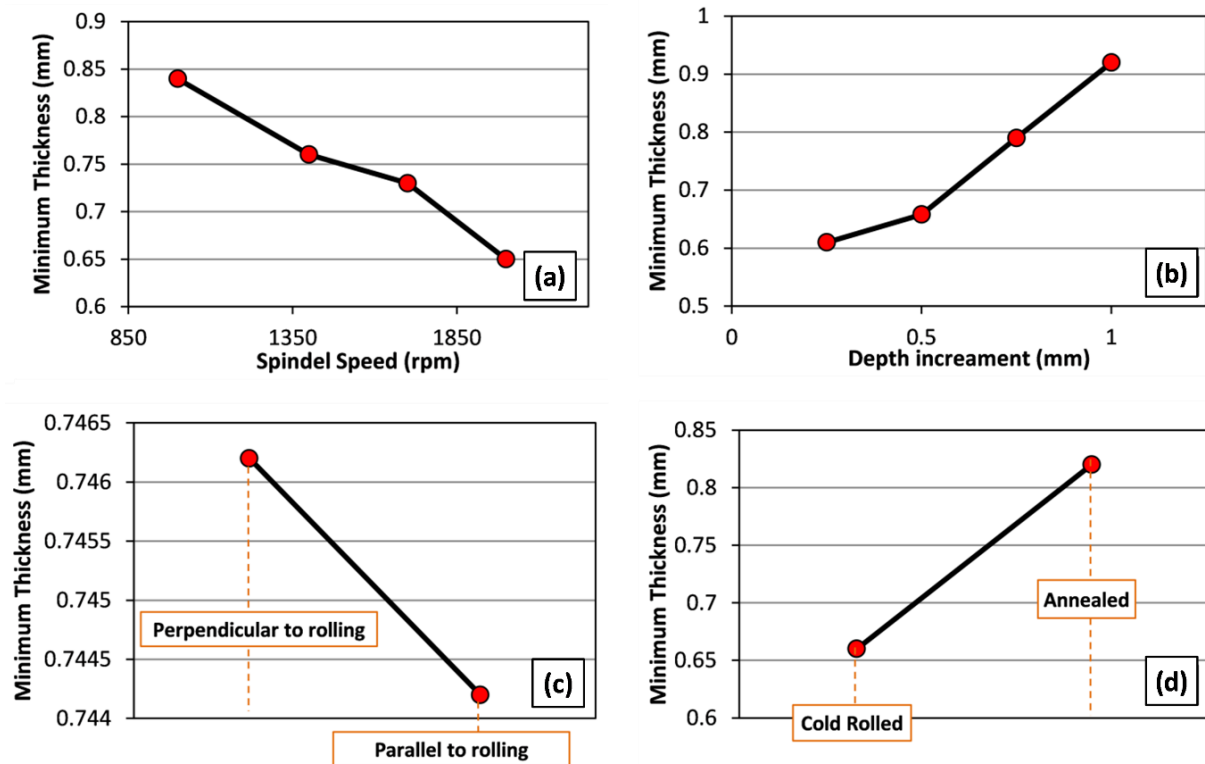 Minimum Thickness (mm)
0.9
0.85
0.8
0.75
0.7
0.65
0.6
850
1350
1850
Spindel Speed (rpm)
(a)
Minimum Thickness (mm)
1
0.9
0.8
0.7
0.6
0.5
0
0.5
1
Depth increament (mm)
(b)
Minimum Thickness (mm)
0.7465
0.746
0.7455
0.745
0.7445
0.744
Perpendicular to rolling
Parallel to rolling
(c)
Minimum Thickness (mm)
0.85
0.8
0.75
0.7
0.65
0.6
Annealed
Cold Rolled
(d)